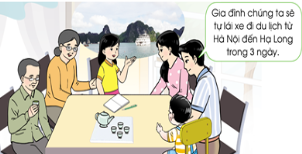 Gia đình chúng ta sẽ
tự lái xe đi du lịch từ
Hà Nội đến Hạ Long
trong 3 ngày.